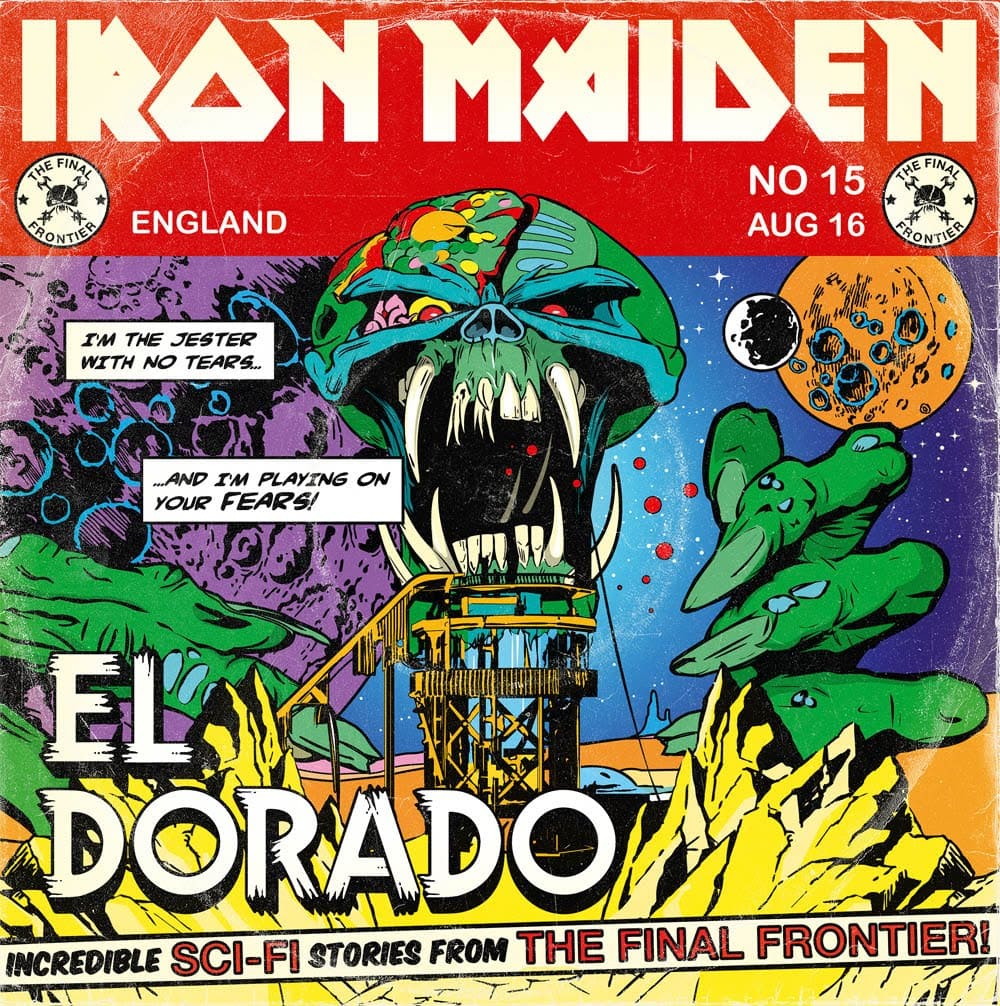 IRON MAIDEN
THE FINAL
FRONTIER
ENGLAND
NO 15
AUG 16
THE FINAL
FRONTIER
I'M THE JESTER
WITH NO TEARS...
...AND I'M PLAYING ON
YOUR FEARS!
EL
DORADO
INCREDIBLE SCI-FI STORIES FROM THE FINAL FRONTIER!